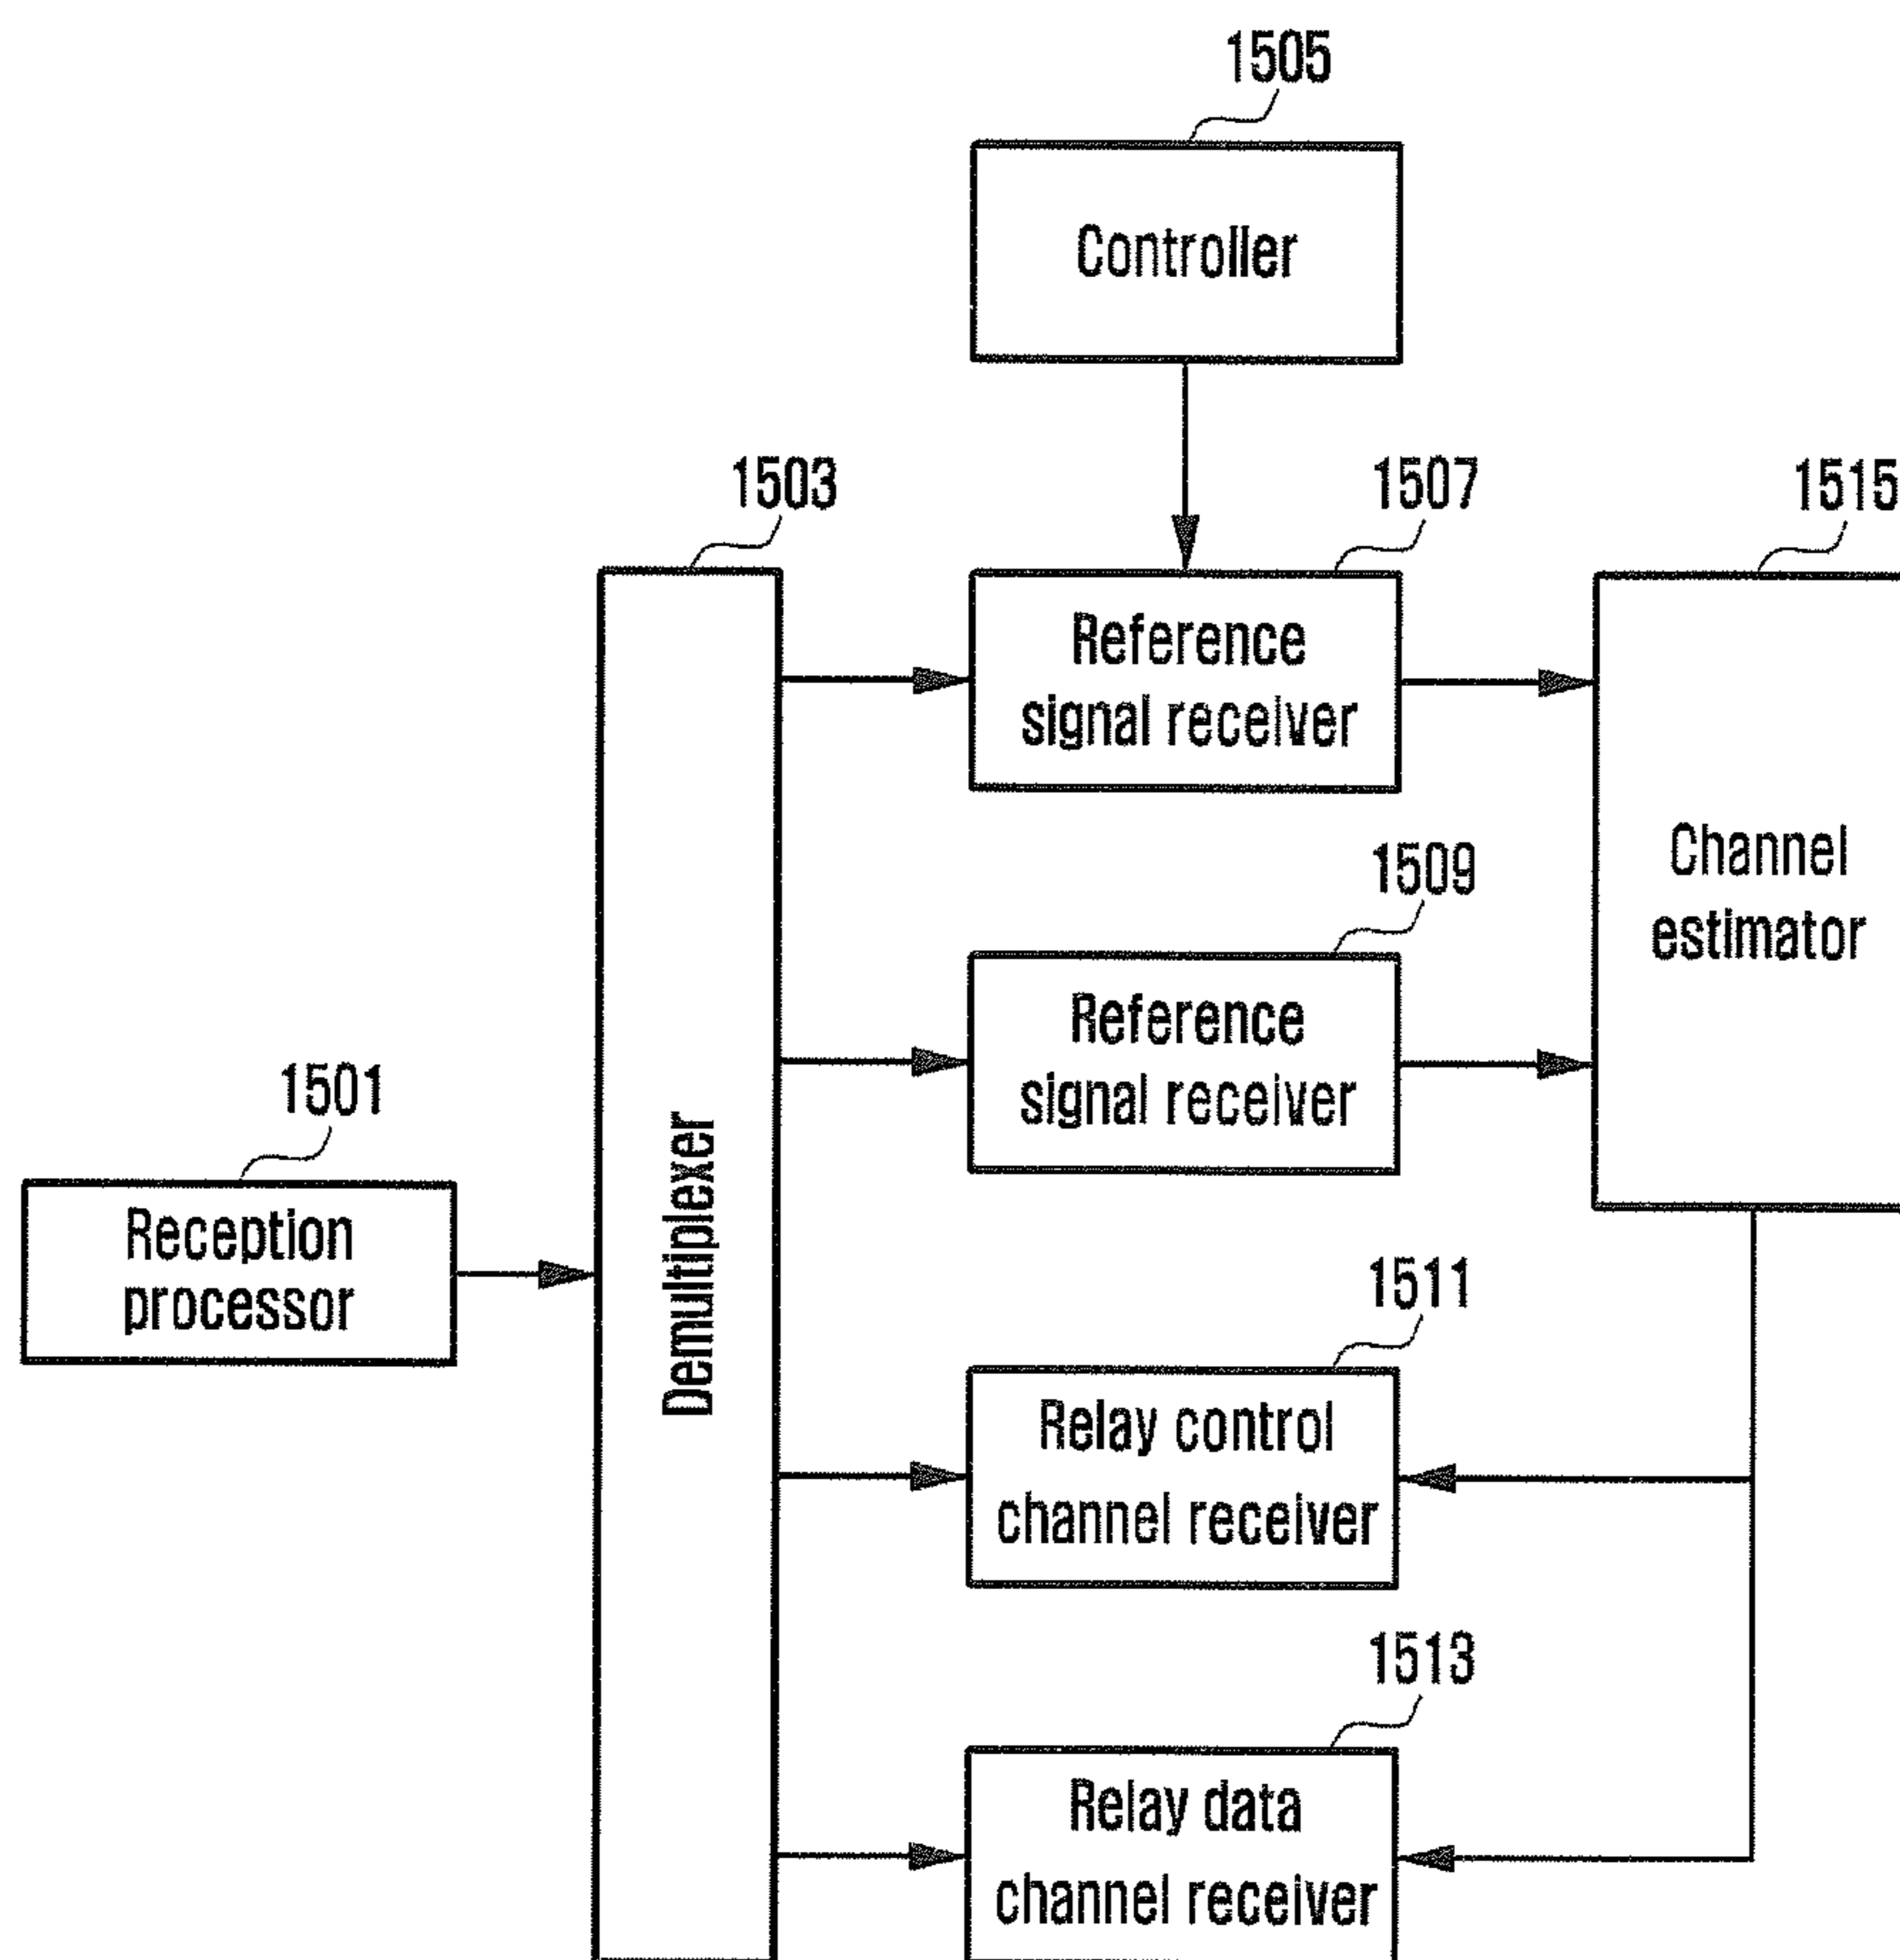 1505
Controller
1503
1507
1515
Reference
signal receiver
Channel
estimator
1509
Reference
signal receiver
1501
Reception
processor
Demultiplexer
1511
Relay control
channel receiver
1513
Relay data
channel receiver